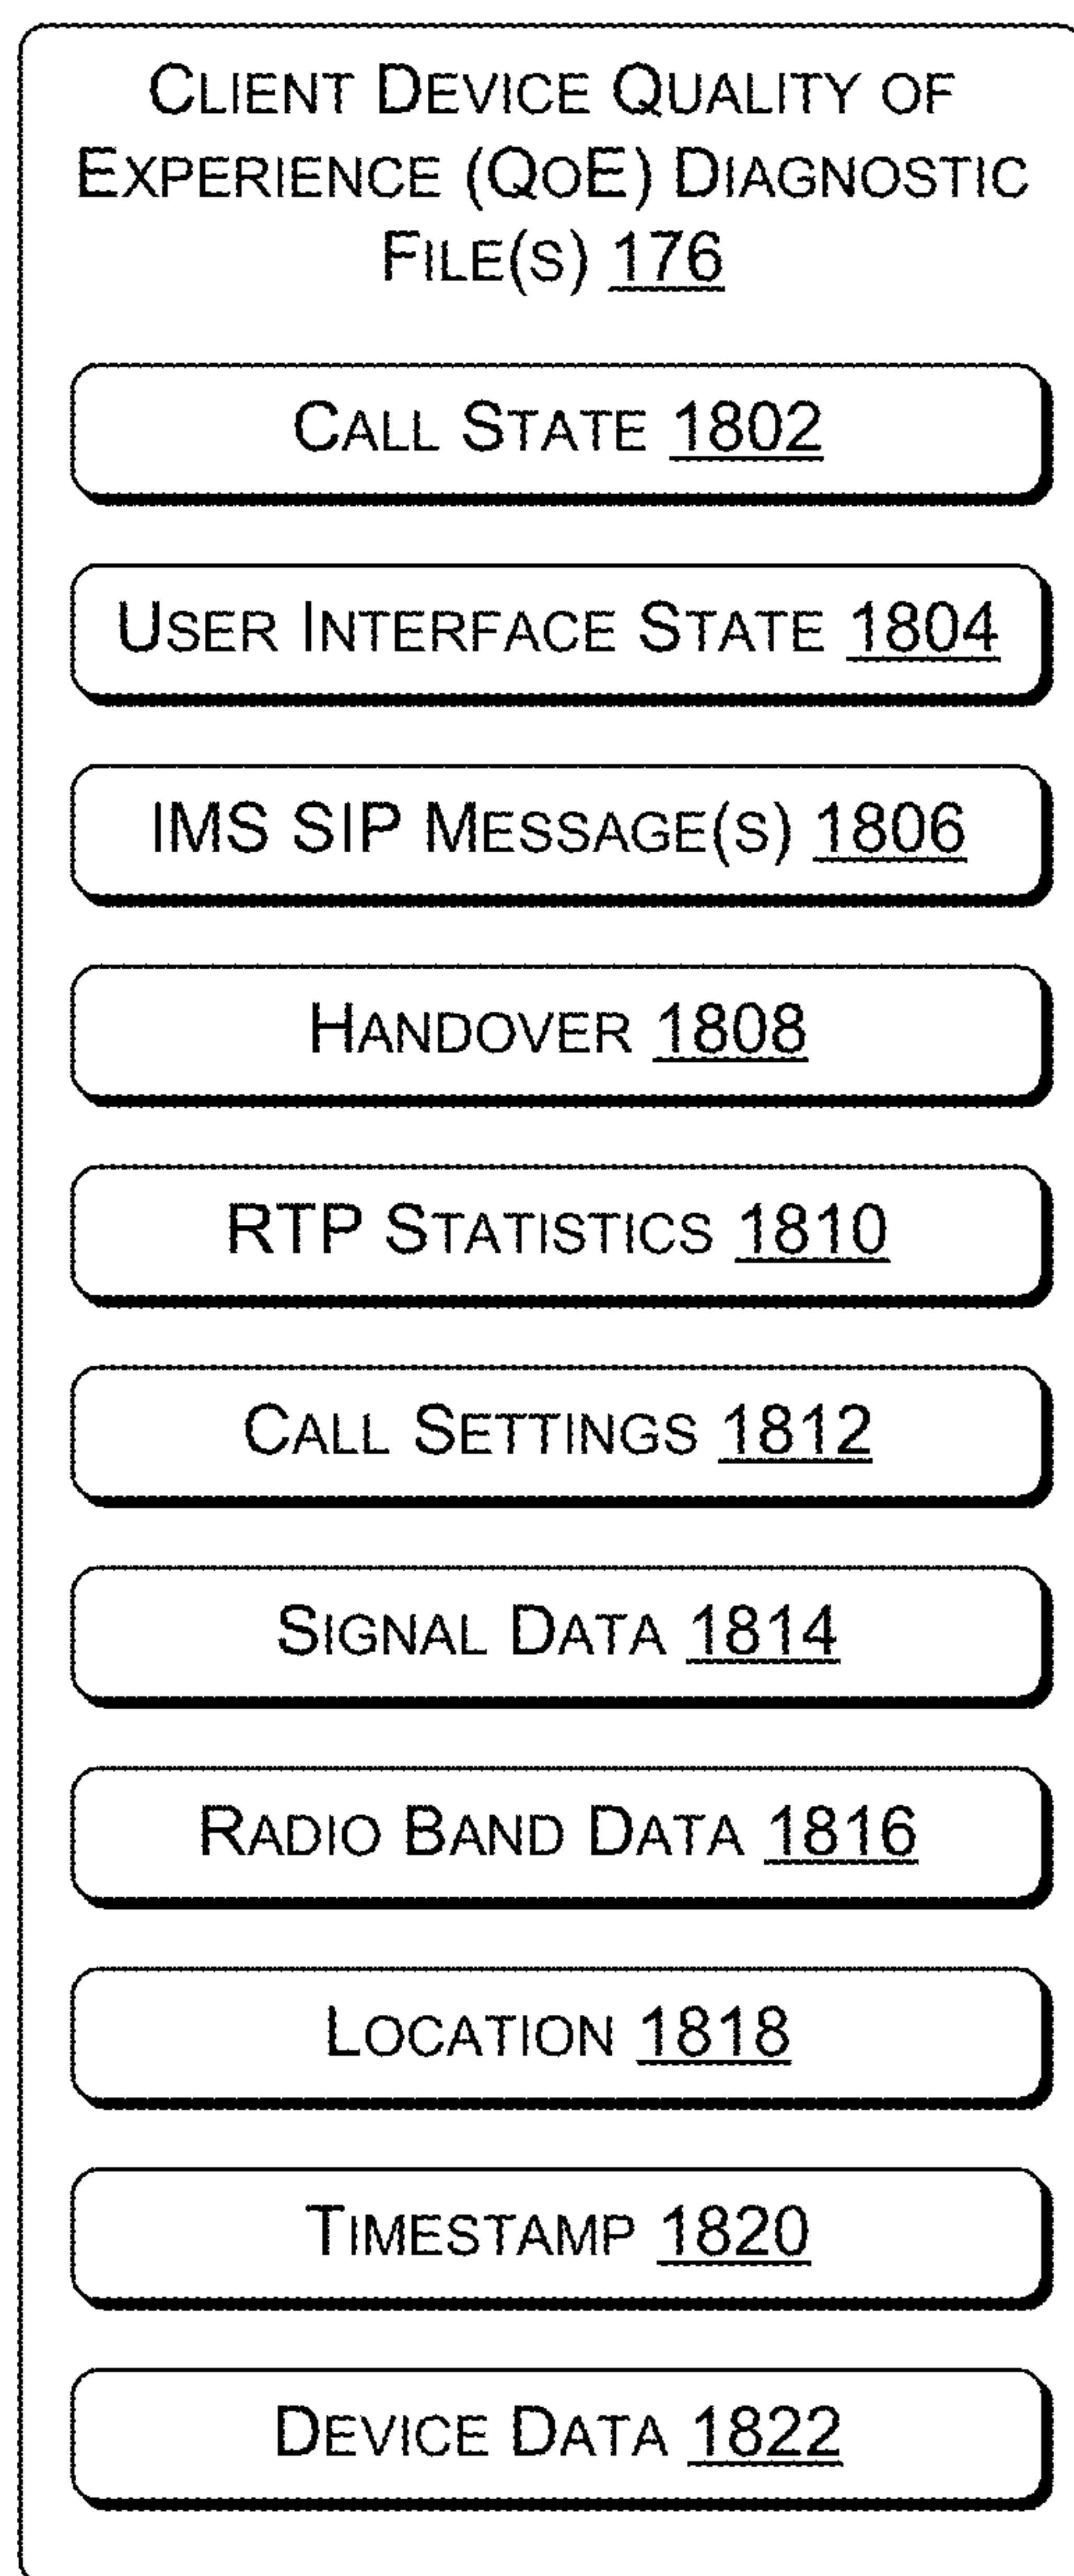 CLIENT DEVICE QUALITY OF
EXPERIENCE (QOE) DIAGNOSTIC
FILE(S) 176
CALL STATE 1802
USER INTERFACE STATE 1804
IMS SIP MESSAGE(S) 1806
HANDOVER 1808
RTP STATISTICS 1810
CALL SETTINGS 1812
SIGNAL DATA 1814
RADIO BAND DATA 1816
LOCATION 1818
TIMESTAMP 1820
DEVICE DATA 1822